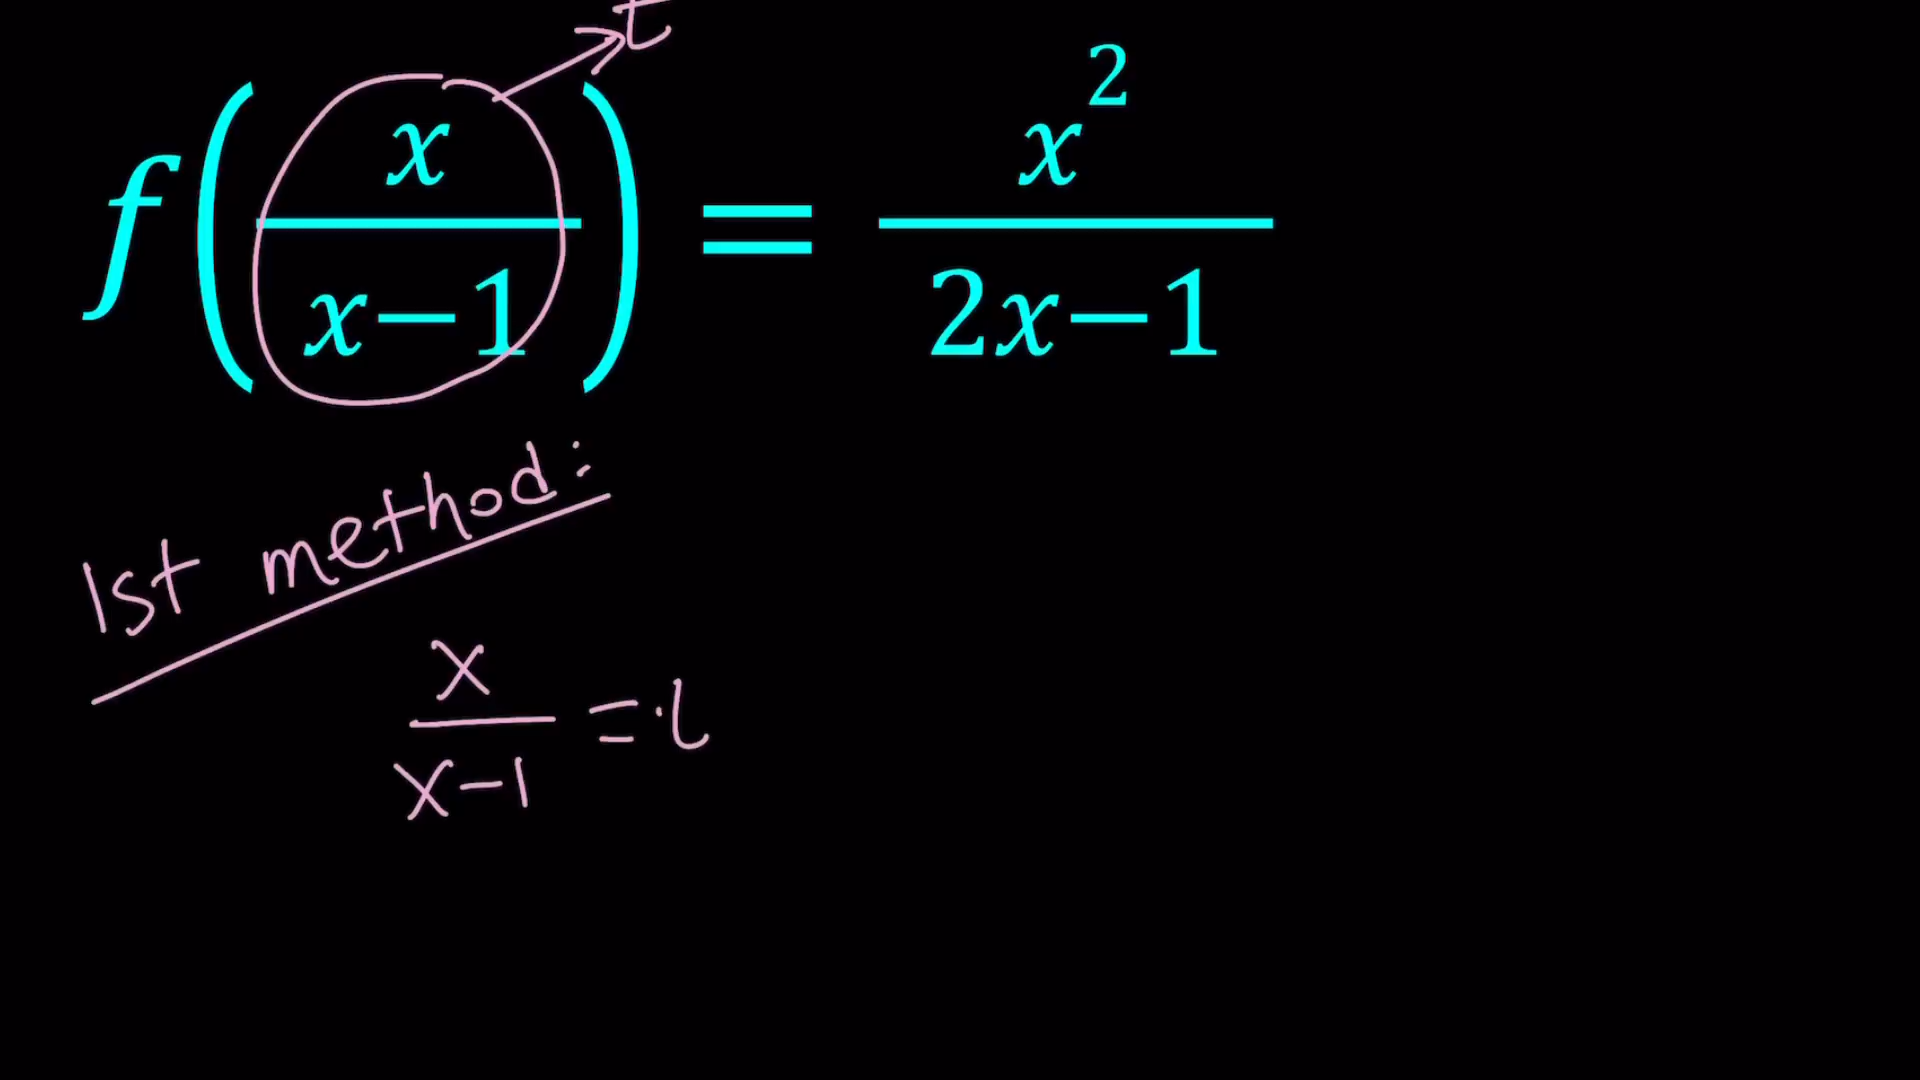 t
f(x/(x−1)) = x²/(2x−1)
1st method:
x/(x-1) = t